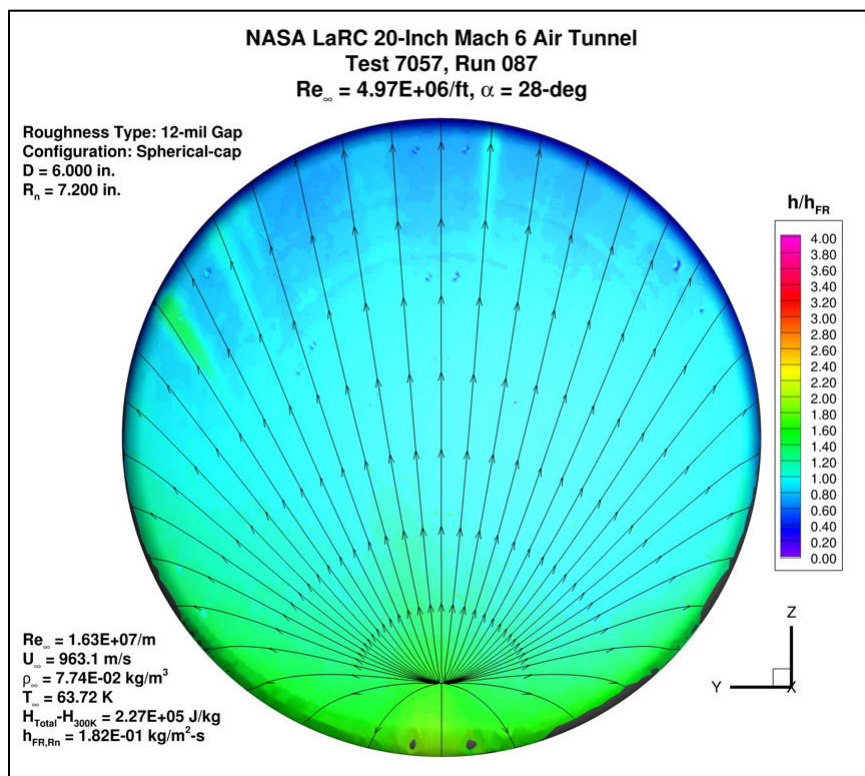 NASA LaRC 20-Inch Mach 6 Air Tunnel
Test 7057, Run 087
Re∞ = 4.97E+06/ft, α = 28-deg
Roughness Type: 12-mil Gap
Configuration: Spherical-cap
D = 6.000 in.
Rn = 7.200 in.
h/hFR
4.00
3.80
3.60
3.40
3.20
3.00
2.80
2.60
2.40
2.20
2.00
1.80
1.60
1.40
1.20
1.00
0.80
0.60
0.40
0.20
0.00
Re∞ = 1.63E+07/m
U∞ = 963.1 m/s
ρ∞ = 7.74E-02 kg/m³
T∞ = 63.72 K
HTotal-H300K = 2.27E+05 J/kg
hFR,Rn = 1.82E-01 kg/m²-s
Z
Y X